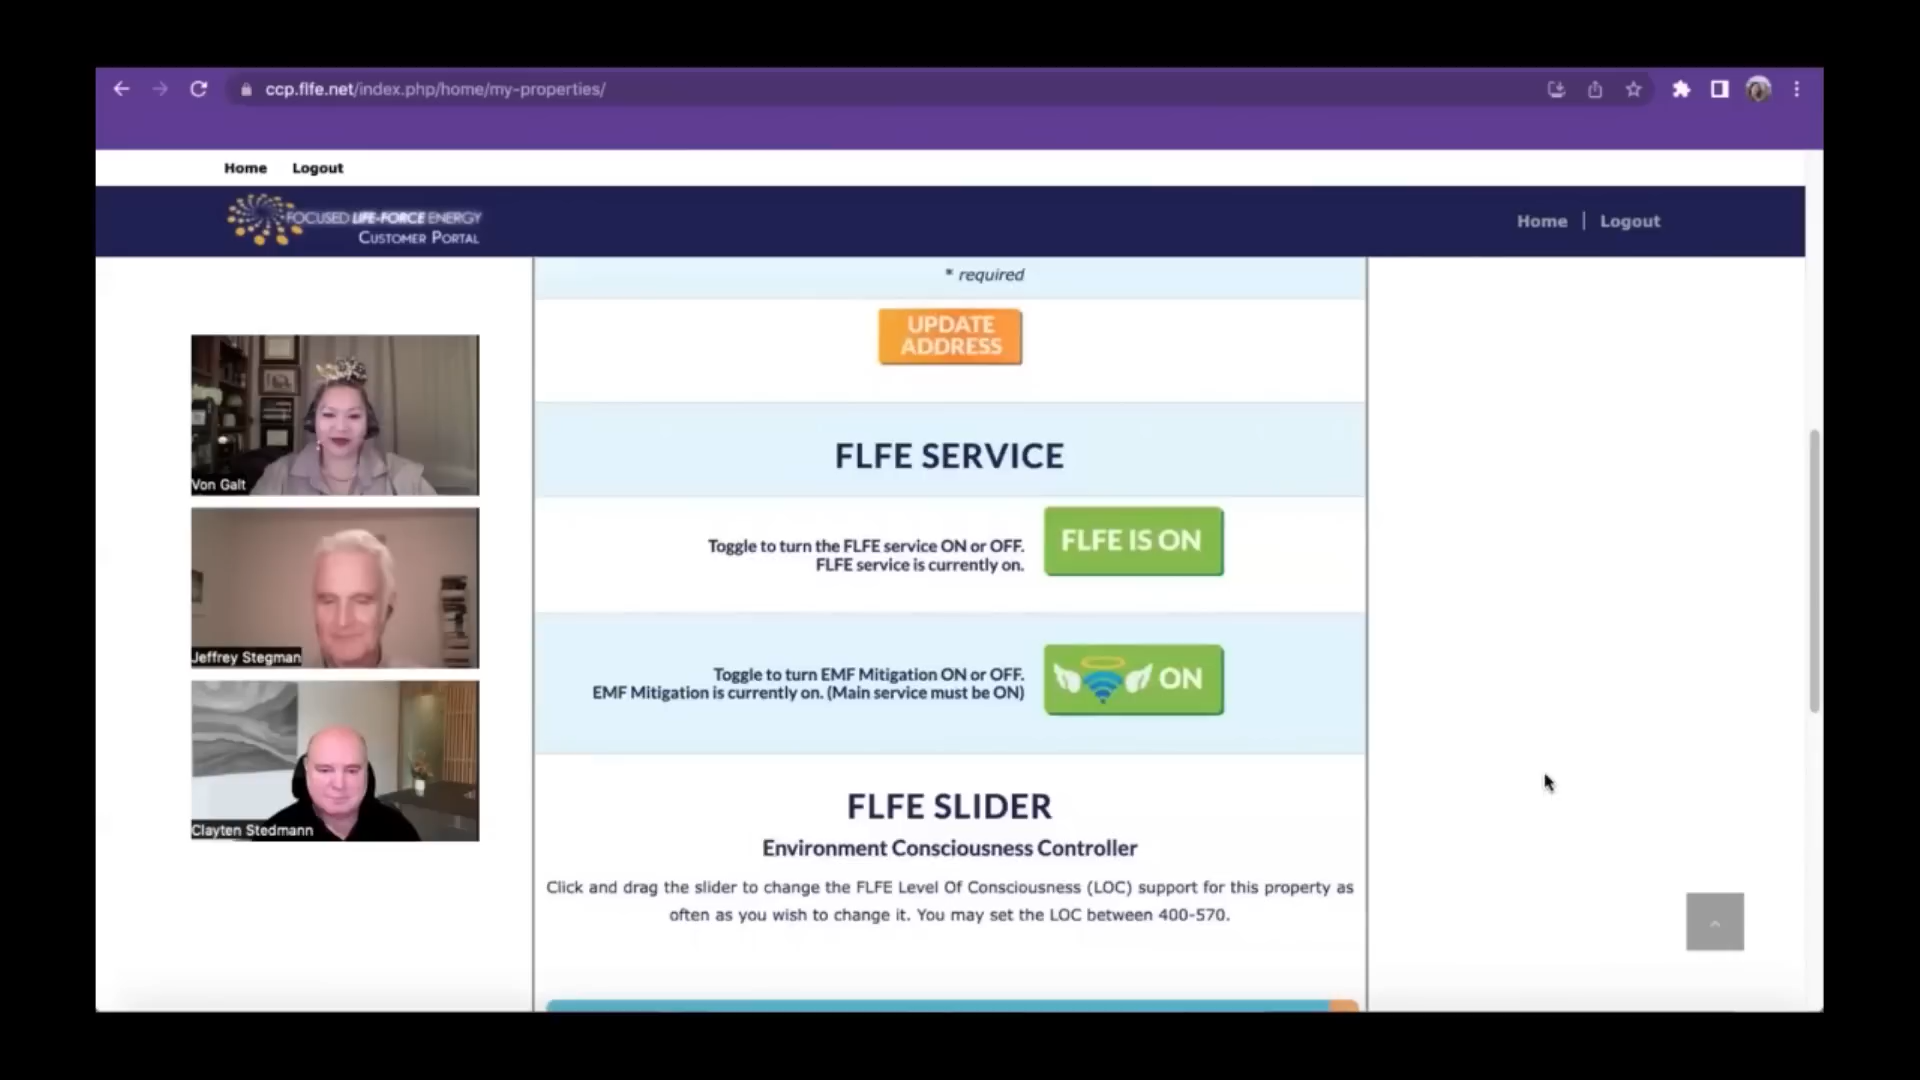 ccp.flfe.net/index.php/home/my-properties/
Home Logout
FOCUSED LIFE-FORCE ENERGY
CUSTOMER PORTAL
Home | Logout
* required
UPDATE
ADDRESS
FLFE SERVICE
Toggle to turn the FLFE service ON or OFF.
FLFE service is currently on.
FLFE IS ON
Toggle to turn EMF Mitigation ON or OFF.
EMF Mitigation is currently on. (Main service must be ON)
ON
FLFE SLIDER
Environment Consciousness Controller
Click and drag the slider to change the FLFE Level Of Consciousness (LOC) support for this property as
often as you wish to change it. You may set the LOC between 400-570.
Von Galt
Jeffrey Stegman
Clayten Stedmann